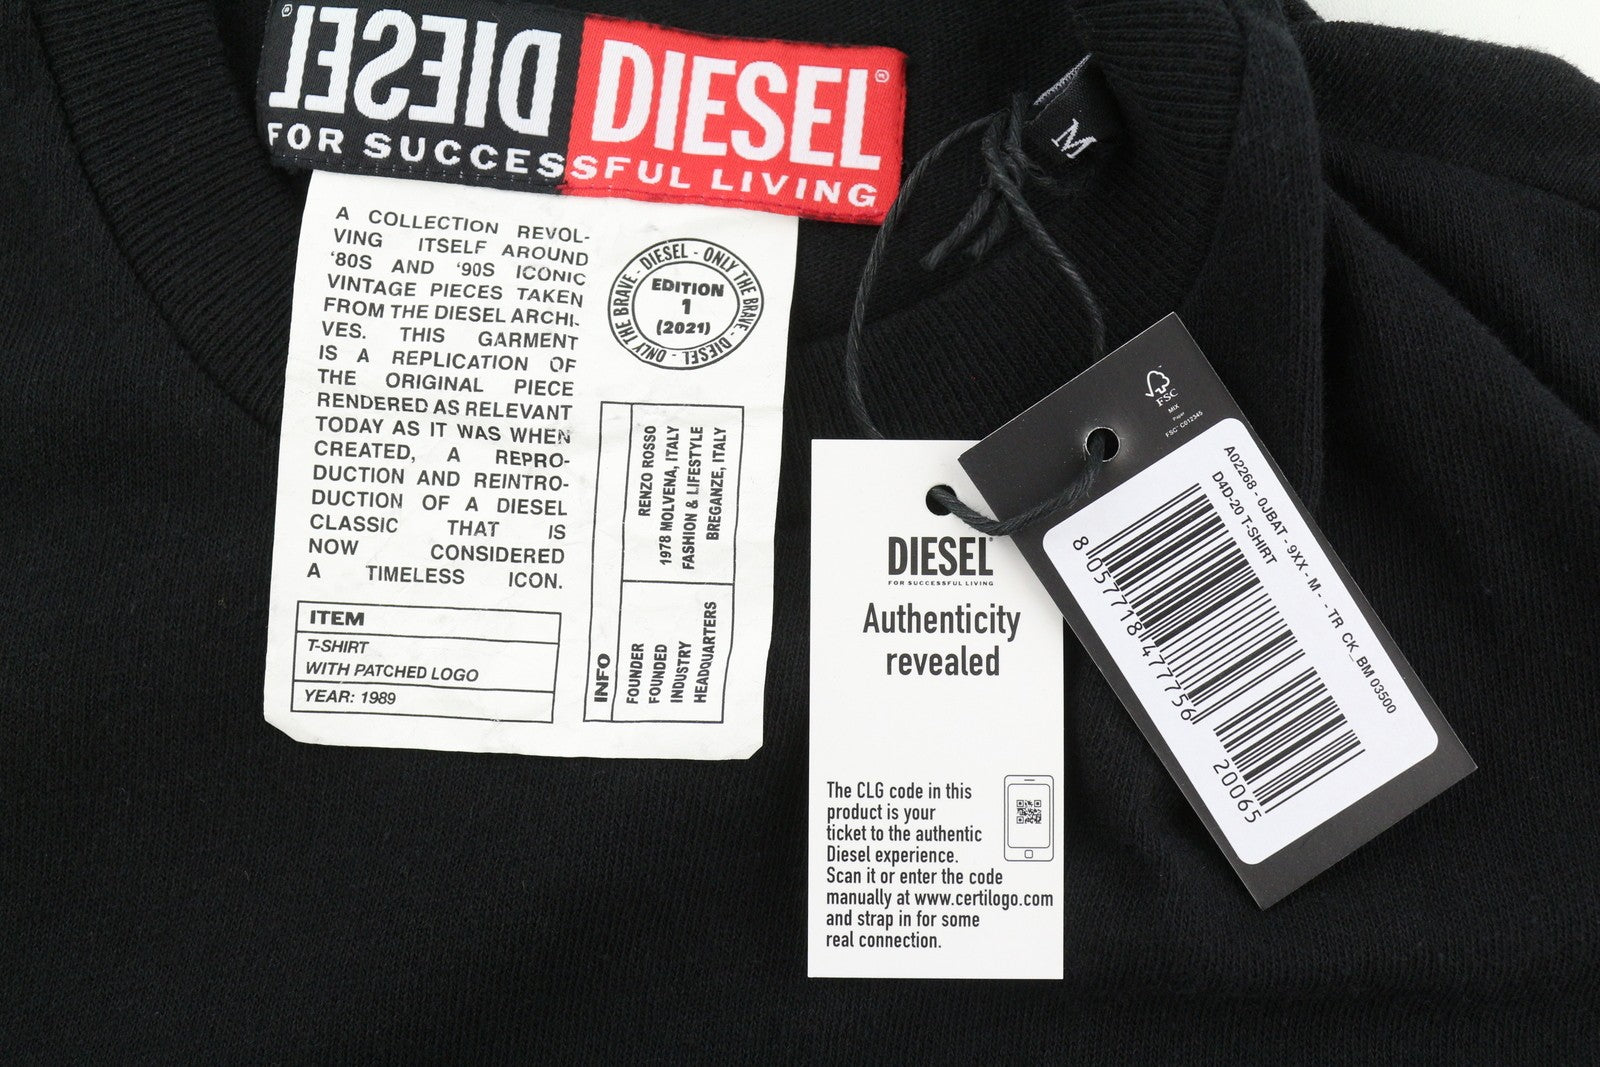 DIESEL®
FOR SUCCESSFUL LIVING
DIESEL®
M
A COLLECTION REVOL-
VING ITSELF AROUND
'80S AND '90S ICONIC
VINTAGE PIECES TAKEN
FROM THE DIESEL ARCHI-
VES. THIS GARMENT
IS A REPLICATION OF
THE ORIGINAL PIECE
RENDERED AS RELEVANT
TODAY AS IT WAS WHEN
CREATED, A REPRO-
DUCTION AND REINTRO-
DUCTION OF A DIESEL
CLASSIC THAT IS
NOW CONSIDERED
A TIMELESS ICON.
ITEM
T-SHIRT
WITH PATCHED LOGO
YEAR: 1989
DIESEL - ONLY THE BRAVE - DIESEL - ONLY THE BRAVE -
EDITION
1
(2021)
INFO
FOUNDER RENZO ROSSO
FOUNDED 1978 MOLVENA, ITALY
INDUSTRY FASHION & LIFESTYLE
HEADQUARTERS BREGANZE, ITALY
DIESEL®
FOR SUCCESSFUL LIVING
Authenticity
revealed
The CLG code in this
product is your
ticket to the authentic
Diesel experience.
Scan it or enter the code
manually at www.certilogo.com
and strap in for some
real connection.
FSC
MIX
Paper
FSC® C012345
A02268 - 0JBAT - 9XX - M - - TR CK_BM 03500
D4D-20 T-SHIRT
8 057718 477756
20065